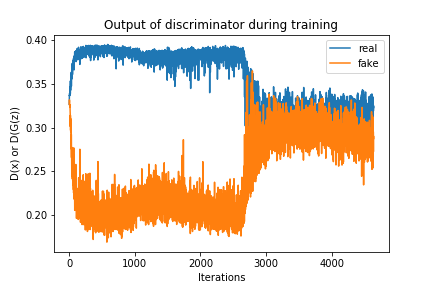 Output of discriminator during training
D(x) or D(G(z))
0.40
0.35
0.30
0.25
0.20
real
fake
0
1000
2000
3000
4000
Iterations